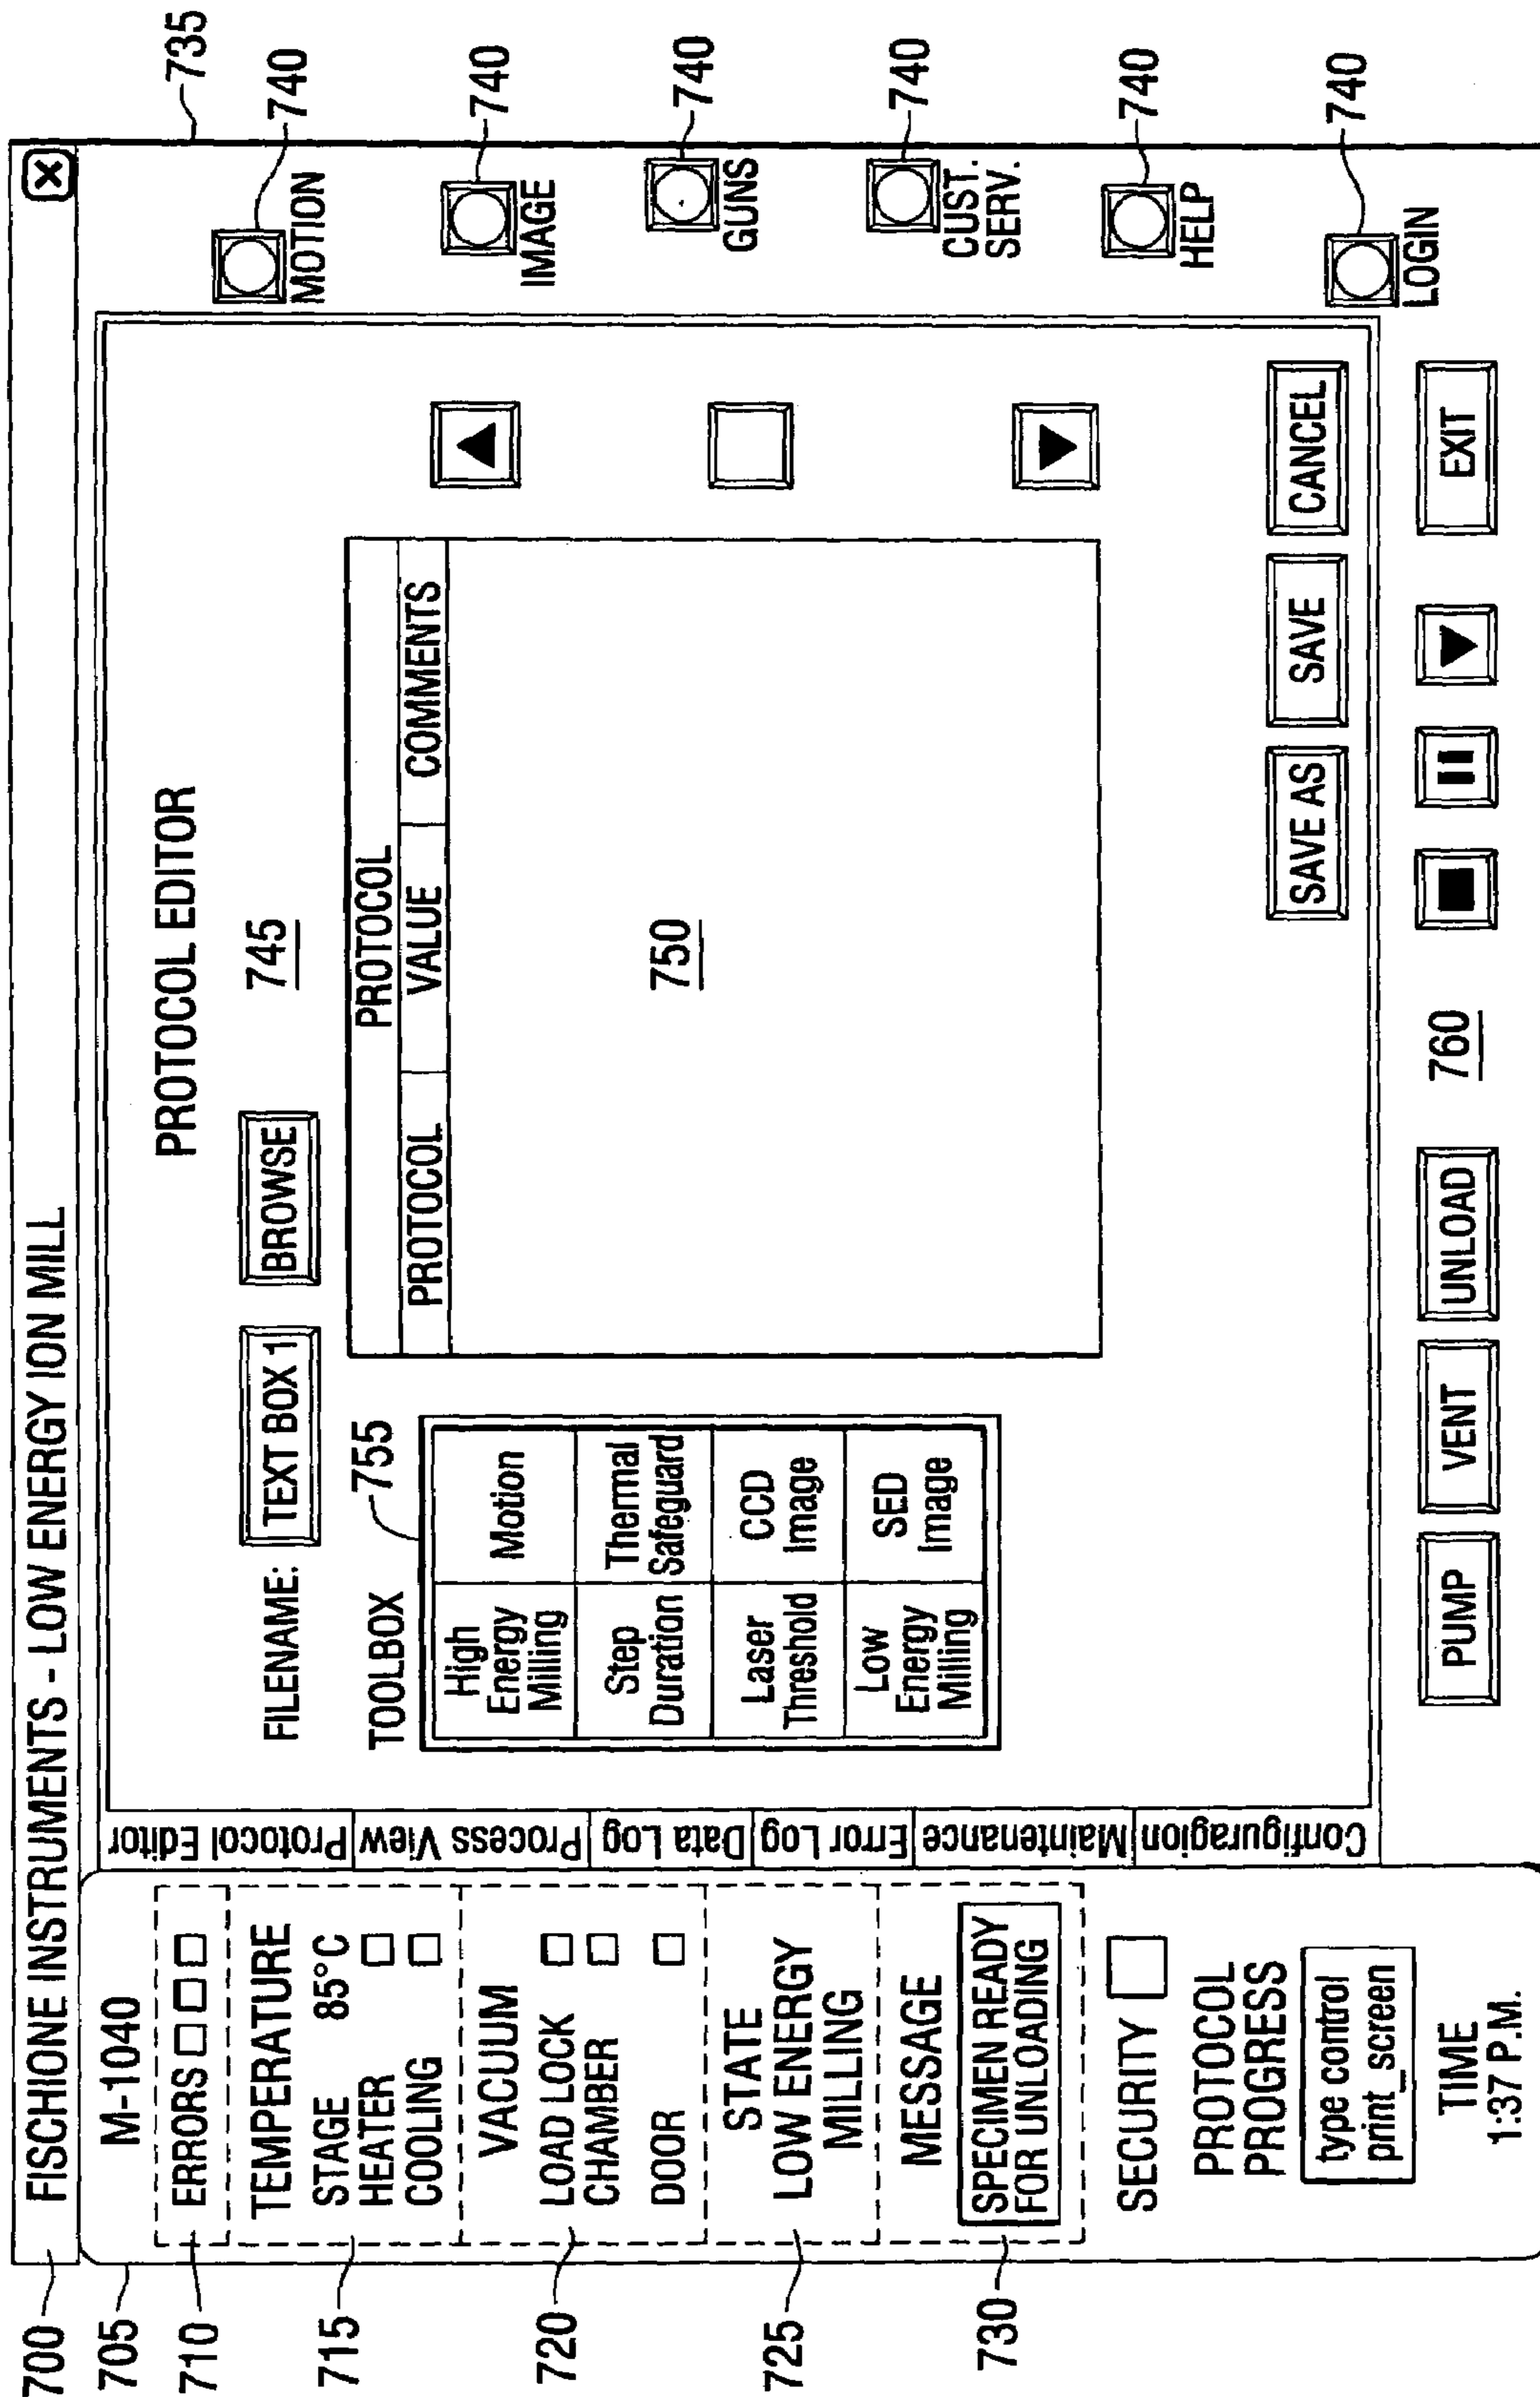 700
FISCHIONE INSTRUMENTS - LOW ENERGY ION MILL
X
735
705
M-1040
710
ERRORS
715
TEMPERATURE
STAGE 85°C
HEATER
COOLING
720
VACUUM
LOAD LOCK
CHAMBER
DOOR
725
STATE
LOW ENERGY
MILLING
730
MESSAGE
SPECIMEN READY
FOR UNLOADING
SECURITY
PROTOCOL
PROGRESS
type control
print_screen
TIME
1:37 P.M.
Protocol Editor
Process View
Data Log
Error Log
Maintenance
Configuragion
PROTOCOL EDITOR
FILENAME: TEXT BOX 1 BROWSE 745
TOOLBOX 755
High
Energy
Milling
Motion
Step
Duration
Thermal
Safeguard
Laser
Threshold
CCD
Image
Low
Energy
Milling
SED
Image
PROTOCOL
PROTOCOL VALUE COMMENTS
750
SAVE AS SAVE CANCEL
PUMP VENT UNLOAD 760 EXIT
740
MOTION
740
IMAGE
740
GUNS
740
CUST.
SERV.
740
HELP
740
LOGIN